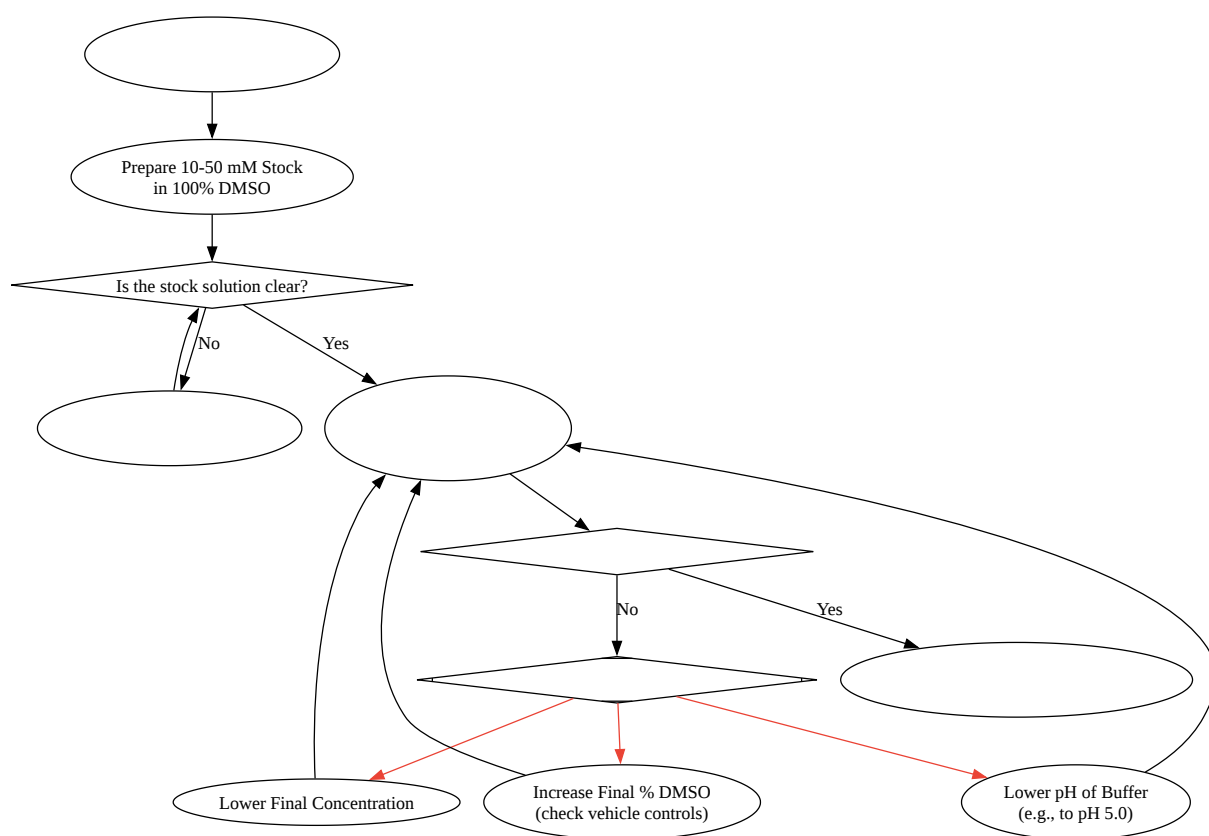 Prepare 10-50 mM Stock
in 100% DMSO
Is the stock solution clear?
No
Yes
No
Yes
Lower Final Concentration
Increase Final % DMSO
(check vehicle controls)
Lower pH of Buffer
(e.g., to pH 5.0)